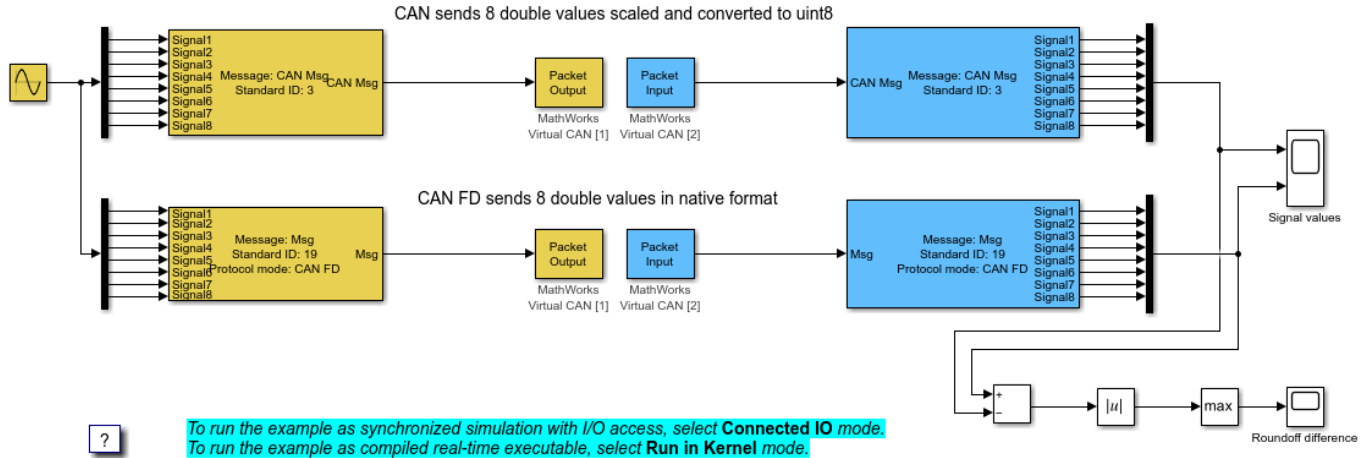 CAN sends 8 double values scaled and converted to uint8
Signal1
Signal2
Signal3
Signal4
Signal5
Signal6
Signal7
Signal8
Message: CAN Msg
Standard ID: 3
CAN Msg
Packet
Output
MathWorks
Virtual CAN [1]
Packet
Input
MathWorks
Virtual CAN [2]
CAN Msg
Message: CAN Msg
Standard ID: 3
Signal1
Signal2
Signal3
Signal4
Signal5
Signal6
Signal7
Signal8
Signal values
CAN FD sends 8 double values in native format
Signal1
Signal2
Signal3
Signal4
Signal5
Signal6
Signal7
Signal8
Message: Msg
Standard ID: 19
Protocol mode: CAN FD
Msg
Packet
Output
MathWorks
Virtual CAN [1]
Packet
Input
MathWorks
Virtual CAN [2]
Msg
Message: Msg
Standard ID: 19
Protocol mode: CAN FD
Signal1
Signal2
Signal3
Signal4
Signal5
Signal6
Signal7
Signal8
+
−
|u|
max
Roundoff difference
?
To run the example as synchronized simulation with I/O access, select Connected IO mode.
To run the example as compiled real-time executable, select Run in Kernel mode.